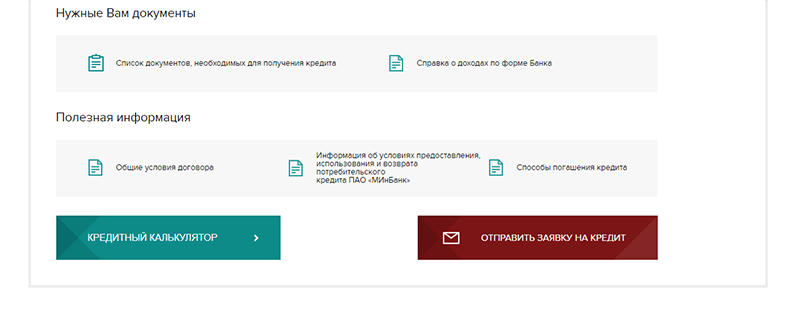 Нужные Вам документы
Список документов, необходимых для получения кредита
Справка о доходах по форме Банка
Полезная информация
Общие условия договора
Информация об условиях предоставления,
использования и возврата
потребительского
кредита ПАО «МИнБанк»
Способы погашения кредита
КРЕДИТНЫЙ КАЛЬКУЛЯТОР
ОТПРАВИТЬ ЗАЯВКУ НА КРЕДИТ